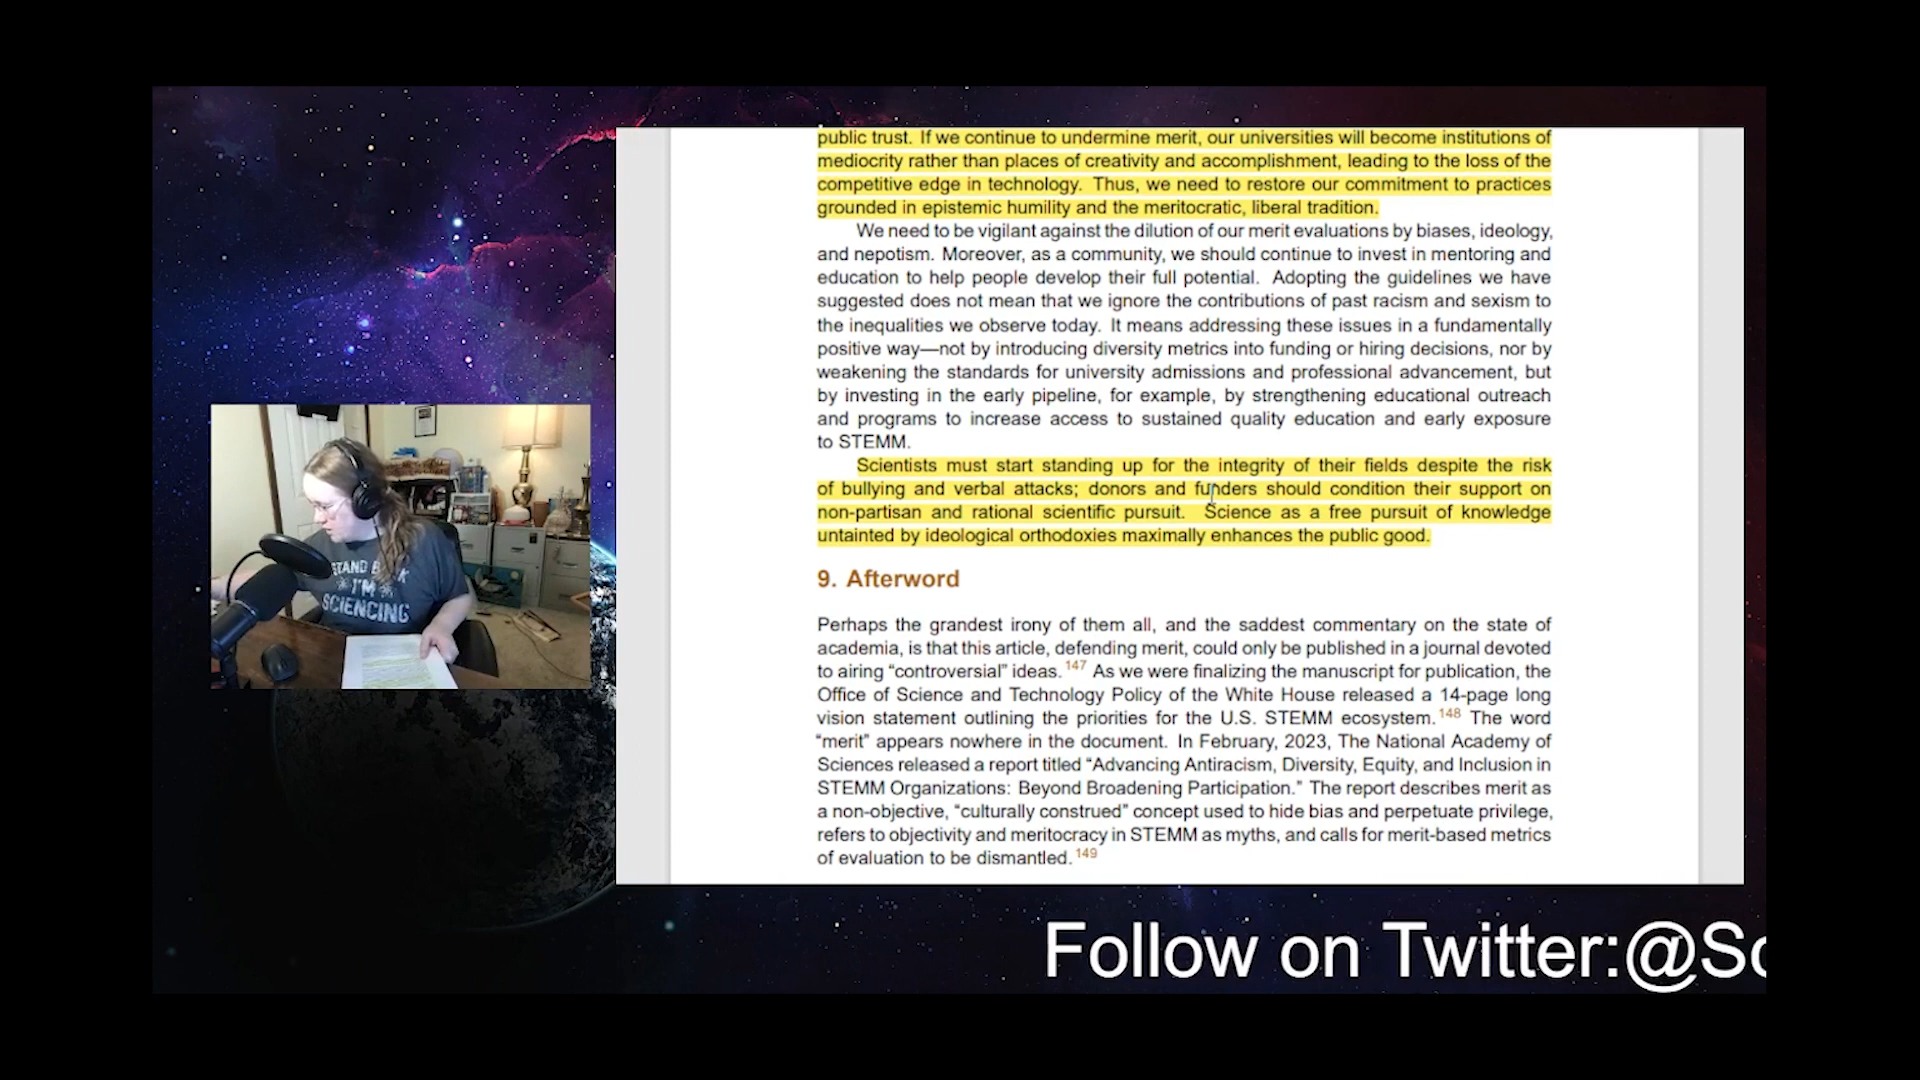 public trust. If we continue to undermine merit, our universities will become institutions of
mediocrity rather than places of creativity and accomplishment, leading to the loss of the
competitive edge in technology. Thus, we need to restore our commitment to practices
grounded in epistemic humility and the meritocratic, liberal tradition.
We need to be vigilant against the dilution of our merit evaluations by biases, ideology,
and nepotism. Moreover, as a community, we should continue to invest in mentoring and
education to help people develop their full potential. Adopting the guidelines we have
suggested does not mean that we ignore the contributions of past racism and sexism to
the inequalities we observe today. It means addressing these issues in a fundamentally
positive way—not by introducing diversity metrics into funding or hiring decisions, nor by
weakening the standards for university admissions and professional advancement, but
by investing in the early pipeline, for example, by strengthening educational outreach
and programs to increase access to sustained quality education and early exposure
to STEMM.
Scientists must start standing up for the integrity of their fields despite the risk
of bullying and verbal attacks; donors and funders should condition their support on
non-partisan and rational scientific pursuit. Science as a free pursuit of knowledge
untainted by ideological orthodoxies maximally enhances the public good.
9. Afterword
Perhaps the grandest irony of them all, and the saddest commentary on the state of
academia, is that this article, defending merit, could only be published in a journal devoted
to airing “controversial” ideas. 147 As we were finalizing the manuscript for publication, the
Office of Science and Technology Policy of the White House released a 14-page long
vision statement outlining the priorities for the U.S. STEMM ecosystem. 148 The word
“merit” appears nowhere in the document. In February, 2023, The National Academy of
Sciences released a report titled “Advancing Antiracism, Diversity, Equity, and Inclusion in
STEMM Organizations: Beyond Broadening Participation.” The report describes merit as
a non-objective, “culturally construed” concept used to hide bias and perpetuate privilege,
refers to objectivity and meritocracy in STEMM as myths, and calls for merit-based metrics
of evaluation to be dismantled. 149
I'M
SCIENCING
Follow on Twitter:@Sc